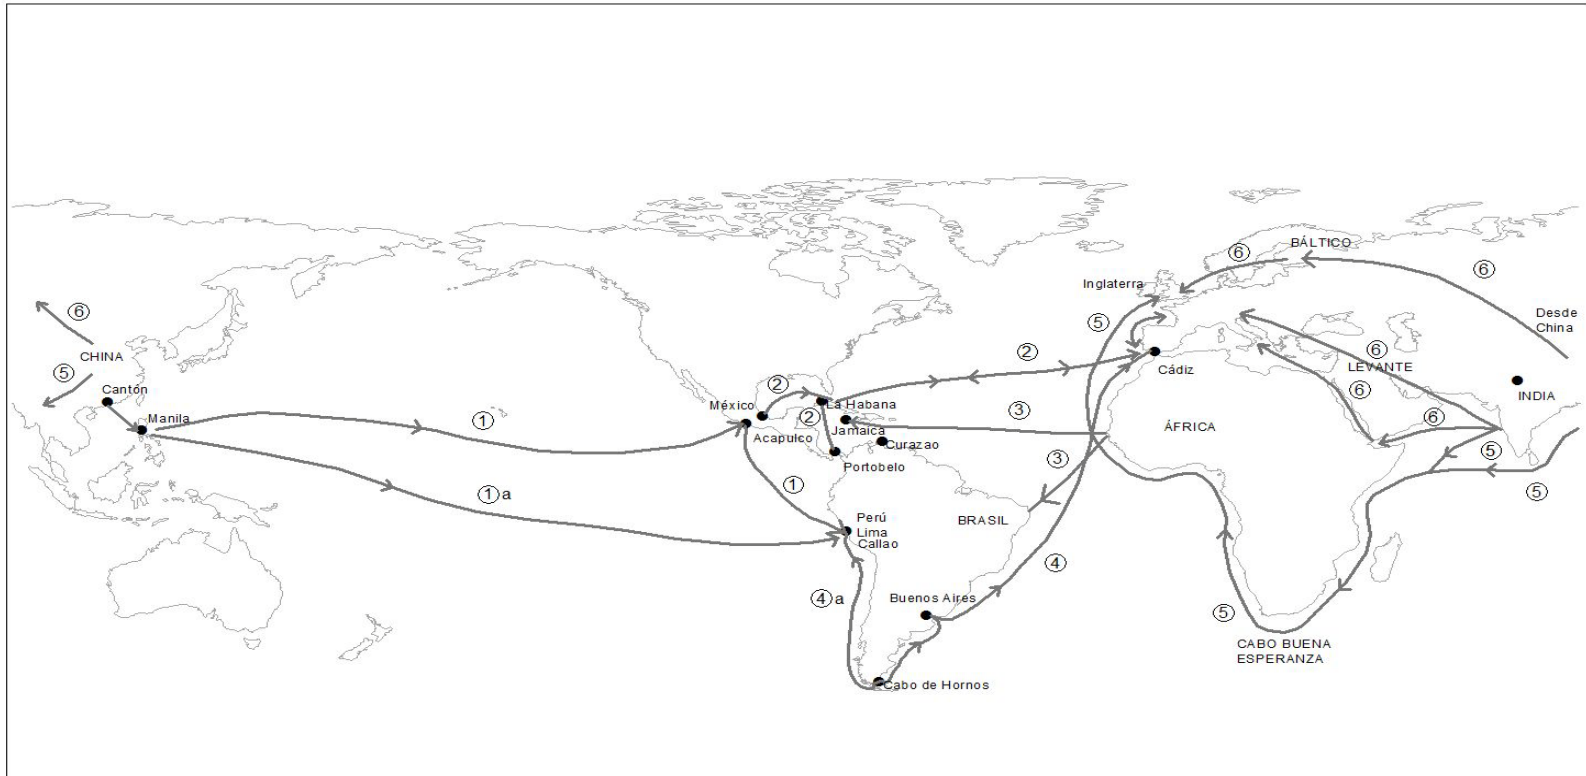 ⑥
BÁLTICO
⑥
Inglaterra
⑥
Desde
China
⑤
②
CHINA
⑤
⑥
LEVANTE
Cádiz
⑥
INDIA
Cantón
②
México
La Habana
②
Manila
①
Acapulco
Jamaica
③
Curazao
ÁFRICA
⑥
Portobelo
③
⑤
①
①a
⑤
Perú
Lima
Callao
BRASIL
④
④a
Buenos Aires
⑤
CABO BUENA
ESPERANZA
Cabo de Hornos